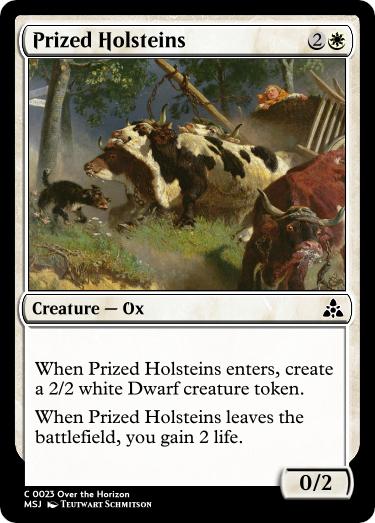 Prized Holsteins 2
Creature — Ox
When Prized Holsteins enters, create
a 2/2 white Dwarf creature token.
When Prized Holsteins leaves the
battlefield, you gain 2 life.
0/2
C 0023 Over the Horizon
MSJ Teutwart Schmitson